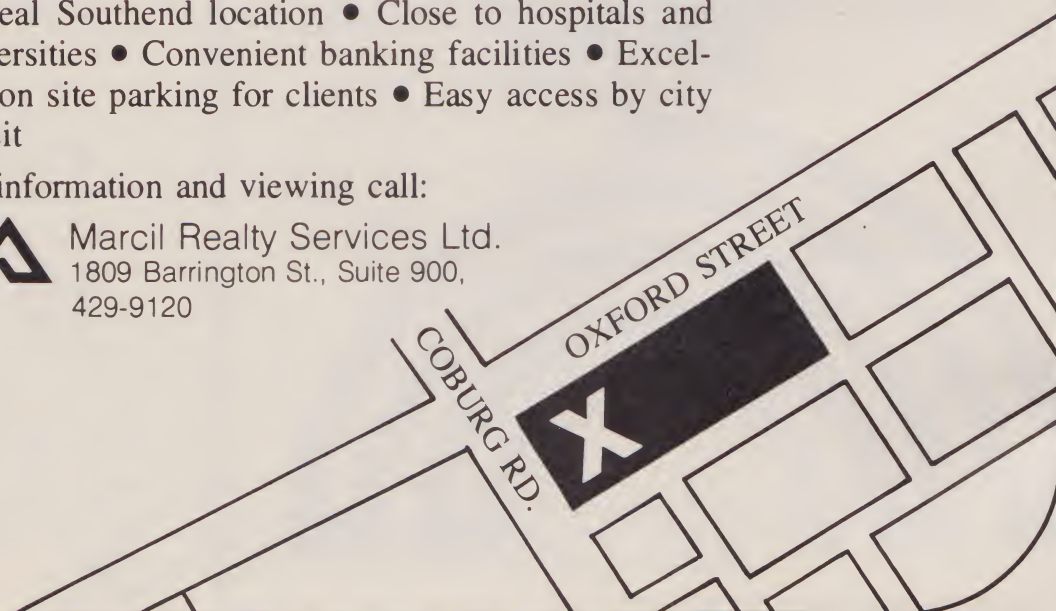 eal Southend location • Close to hospitals and
ersities • Convenient banking facilities • Excel-
on site parking for clients • Easy access by city
sit
information and viewing call:
Marcil Realty Services Ltd.
1809 Barrington St., Suite 900,
429-9120
OXFORD STREET
COBURG RD.
X